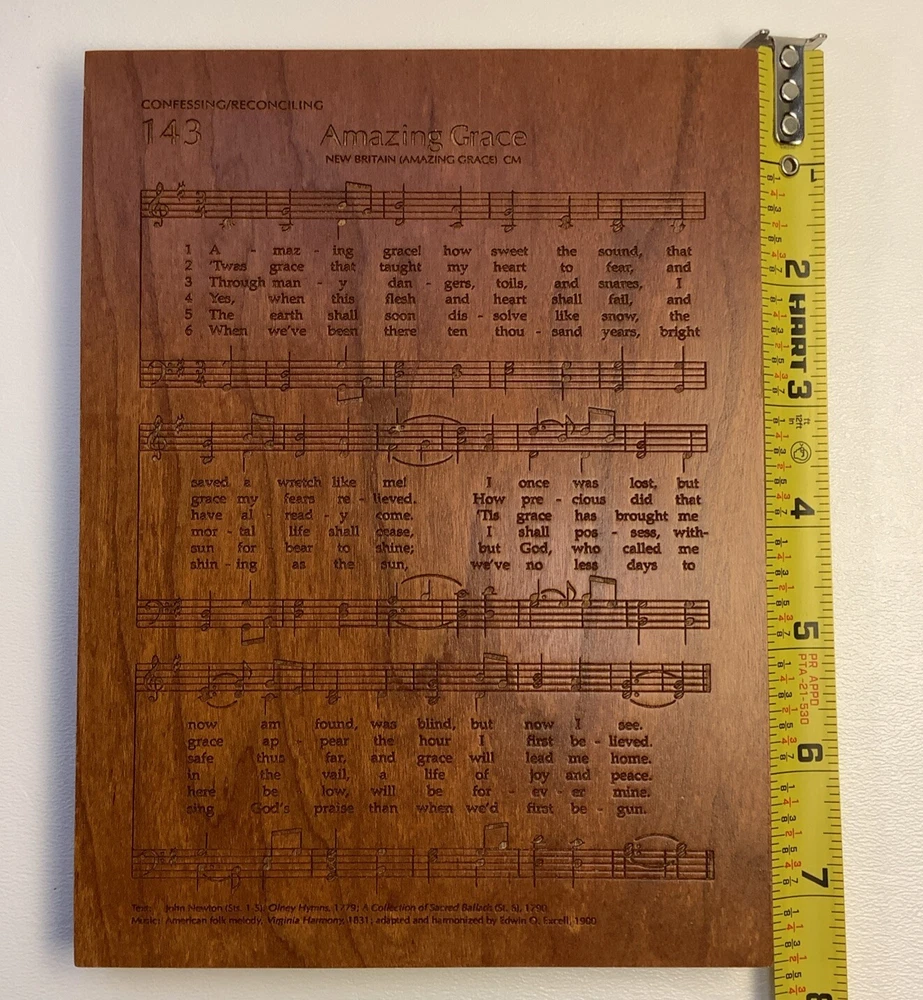 CONFESSING/RECONCILING
143 Amazing Grace
NEW BRITAIN (AMAZING GRACE) CM
1 A - maz - ing grace! how sweet the sound, that
2 'Twas grace that taught my heart to fear, and
3 Through man - y dan - gers, toils, and snares, I
4 Yes, when this flesh and heart shall fail, and
5 The earth shall soon dis - solve like snow, the
6 When we've been there ten thou - sand years, bright
saved a wretch like me! I once was lost, but
grace my fears re - lieved. How pre - cious did that
have al - read - y come. 'Tis grace has brought me
mor - tal life shall cease, I shall pos - sess, with-
sun for bear to shine; but God, who called me
shin - ing as the sun, we've no less days to
now am found, was blind, but now I see.
grace ap - pear the hour I first be - lieved.
safe thus far, and grace will lead me home.
in the vail, a life of joy and peace.
here be low, will be for - ev - er mine.
sing God's praise than when we'd first be - gun.
Text: John Newton (Sts. 1-5), Olney Hymns, 1779; A Collection of Sacred Ballads (St. 6), 1790
Music: American folk melody, Virginia Harmony, 1831, adapted and harmonized by Edwin O. Excell, 1900
1
2
HART
3
12ft
4
5
PR APPD
PTA-21-530
6
7
8